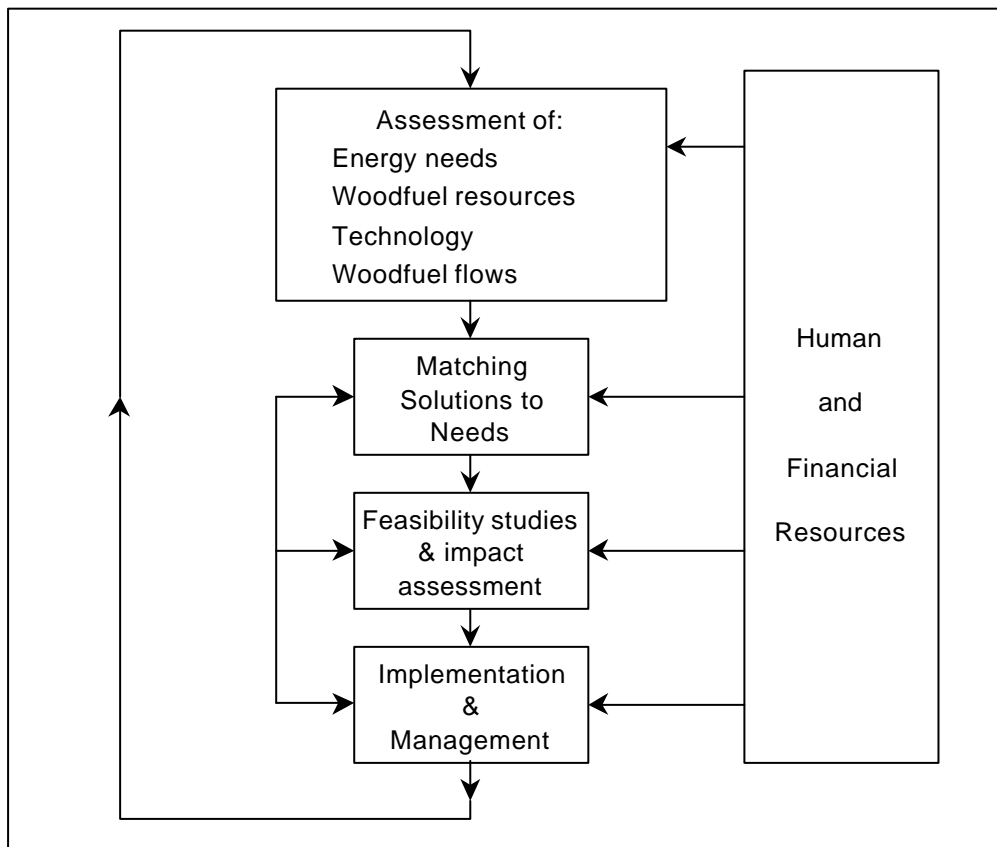 Assessment of:
Energy needs
Woodfuel resources
Technology
Woodfuel flows
Matching
Solutions to
Needs
Feasibility studies
& impact
assessment
Implementation
&
Management
Human
and
Financial
Resources